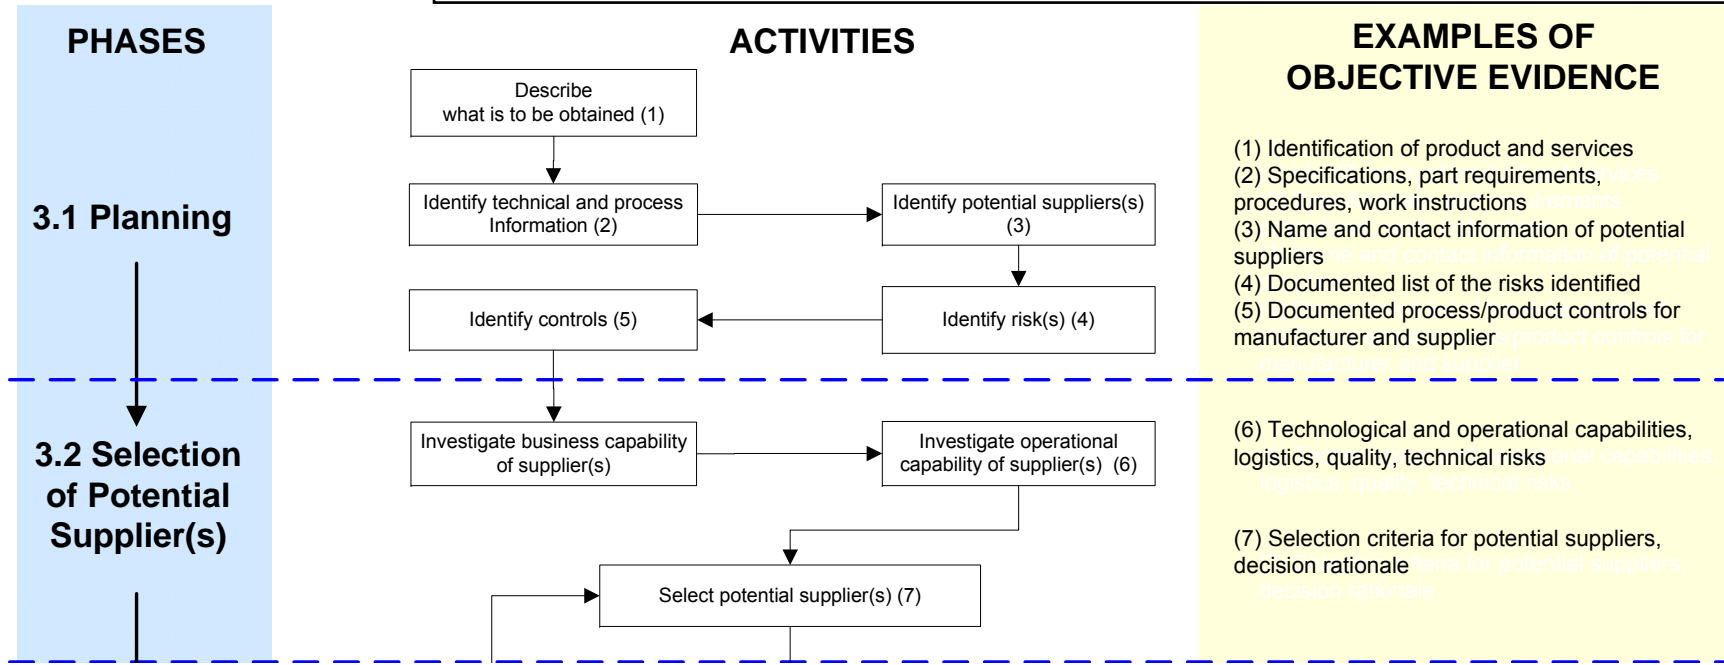 PHASES
ACTIVITIES
EXAMPLES OF
OBJECTIVE EVIDENCE
3.1 Planning
Describe
what is to be obtained (1)
Identify technical and process
Information (2)
Identify potential suppliers(s)
(3)
Identify controls (5)
Identify risk(s) (4)
(1) Identification of product and services
(2) Specifications, part requirements,
procedures, work instructions
(3) Name and contact information of potential
suppliers
(4) Documented list of the risks identified
(5) Documented process/product controls for
manufacturer and supplier
3.2 Selection
of Potential
Supplier(s)
Investigate business capability
of supplier(s)
Investigate operational
capability of supplier(s) (6)
Select potential supplier(s) (7)
(6) Technological and operational capabilities,
logistics, quality, technical risks
(7) Selection criteria for potential suppliers,
decision rationale